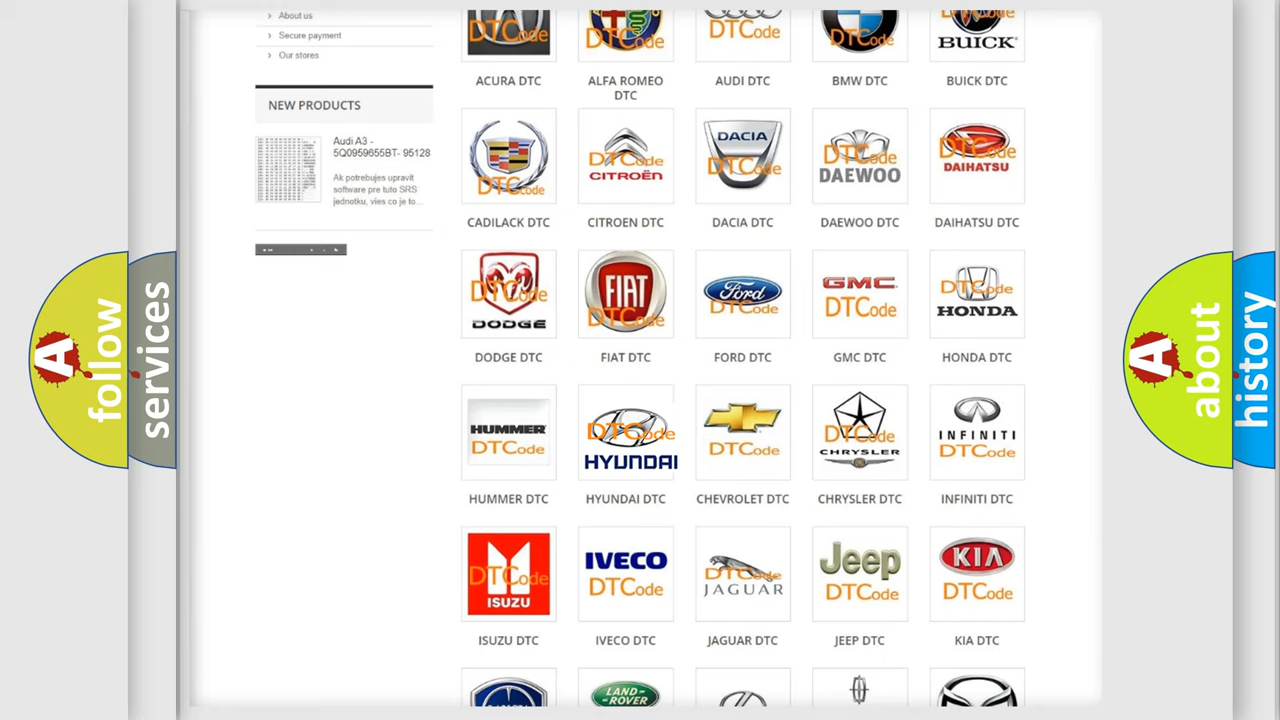 About us
Secure payment
Our stores
NEW PRODUCTS
Audi A3 -
5Q0959655BT- 95128
Ak potrebujes upravit
software pre tuto SRS
jednotku, vies co je to...
DTCode
DTCode
DTCode
DTCode
BUICK
ACURA DTC
ALFA ROMEO
DTC
AUDI DTC
BMW DTC
BUICK DTC
DTCode
DTCode
CITROËN
DACIA
DTCode
DTCode
DAEWOO
DTCode
DAIHATSU
CADILACK DTC
CITROEN DTC
DACIA DTC
DAEWOO DTC
DAIHATSU DTC
DTCode
DODGE
FIAT
DTCode
Ford
DTCode
GMC
DTCode
DTCode
HONDA
DODGE DTC
FIAT DTC
FORD DTC
GMC DTC
HONDA DTC
HUMMER
DTCode
DTCode
HYUNDAI
DTCode
DTCode
CHRYSLER
INFINITI
DTCode
HUMMER DTC
HYUNDAI DTC
CHEVROLET DTC
CHRYSLER DTC
INFINITI DTC
DTCode
ISUZU
IVECO
DTCode
DTCode
JAGUAR
Jeep
DTCode
KIA
DTCode
ISUZU DTC
IVECO DTC
JAGUAR DTC
JEEP DTC
KIA DTC
LAND-
ROVER
A
follow
services
A
about
history